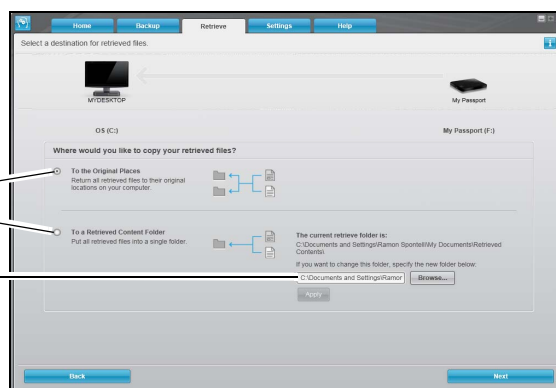 Home Backup Retrieve Settings Help
Select a destination for retrieved files.
i
MYDESKTOP My Passport
OS (C:) My Passport (F:)
Where would you like to copy your retrieved files?
To the Original Places
Return all retrieved files to their original
locations on your computer.
To a Retrieved Content Folder
Put all retrieved files into a single folder.
The current retrieve folder is:
C:\Documents and Settings\Ramon Spontelli\My Documents\Retrieved
Contents\
If you want to change this folder, specify the new folder below:
C:\Documents and Settings\Ramor Browse...
Apply
Back Next